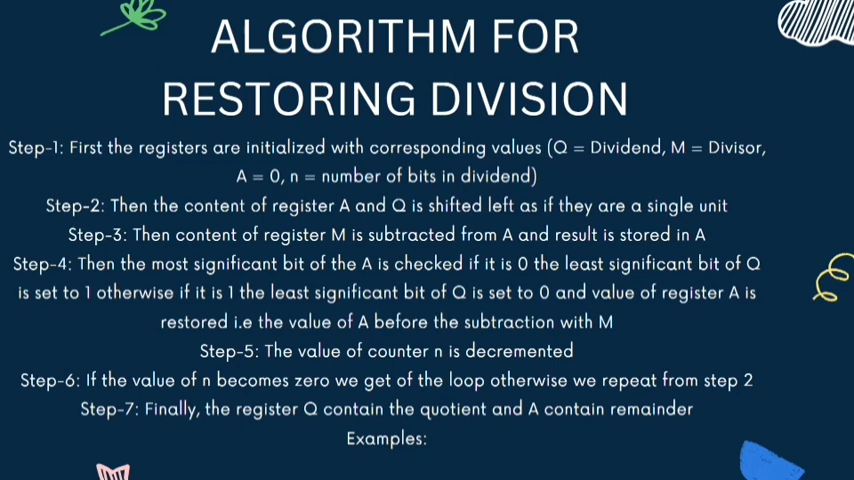 ALGORITHM FOR
RESTORING DIVISION
Step-1: First the registers are initialized with corresponding values (Q = Dividend, M = Divisor,
A = 0, n = number of bits in dividend)
Step-2: Then the content of register A and Q is shifted left as if they are a single unit
Step-3: Then content of register M is subtracted from A and result is stored in A
Step-4: Then the most significant bit of the A is checked if it is 0 the least significant bit of Q
is set to 1 otherwise if it is 1 the least significant bit of Q is set to 0 and value of register A is
restored i.e the value of A before the subtraction with M
Step-5: The value of counter n is decremented
Step-6: If the value of n becomes zero we get of the loop otherwise we repeat from step 2
Step-7: Finally, the register Q contain the quotient and A contain remainder
Examples: